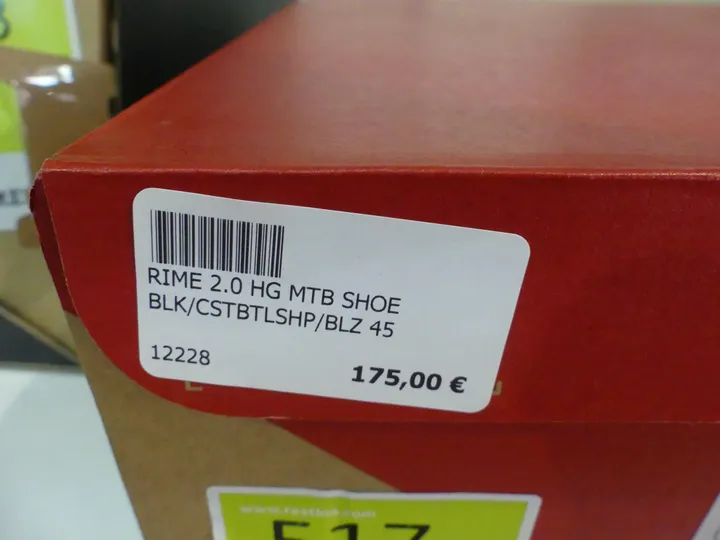 RIME 2.0 HG MTB SHOE
BLK/CSTBTLSHP/BLZ 45
12228
175,00 €